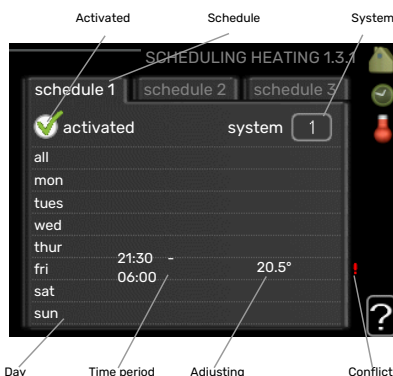 Activated Schedule System
SCHEDULING HEATING 1.3.1
schedule 1 schedule 2 schedule 3
activated system 1
all
mon
tues
wed
thur
21:30 -
fri 20.5° !
06:00
sat
sun
?
Day Time period Adjusting Conflict